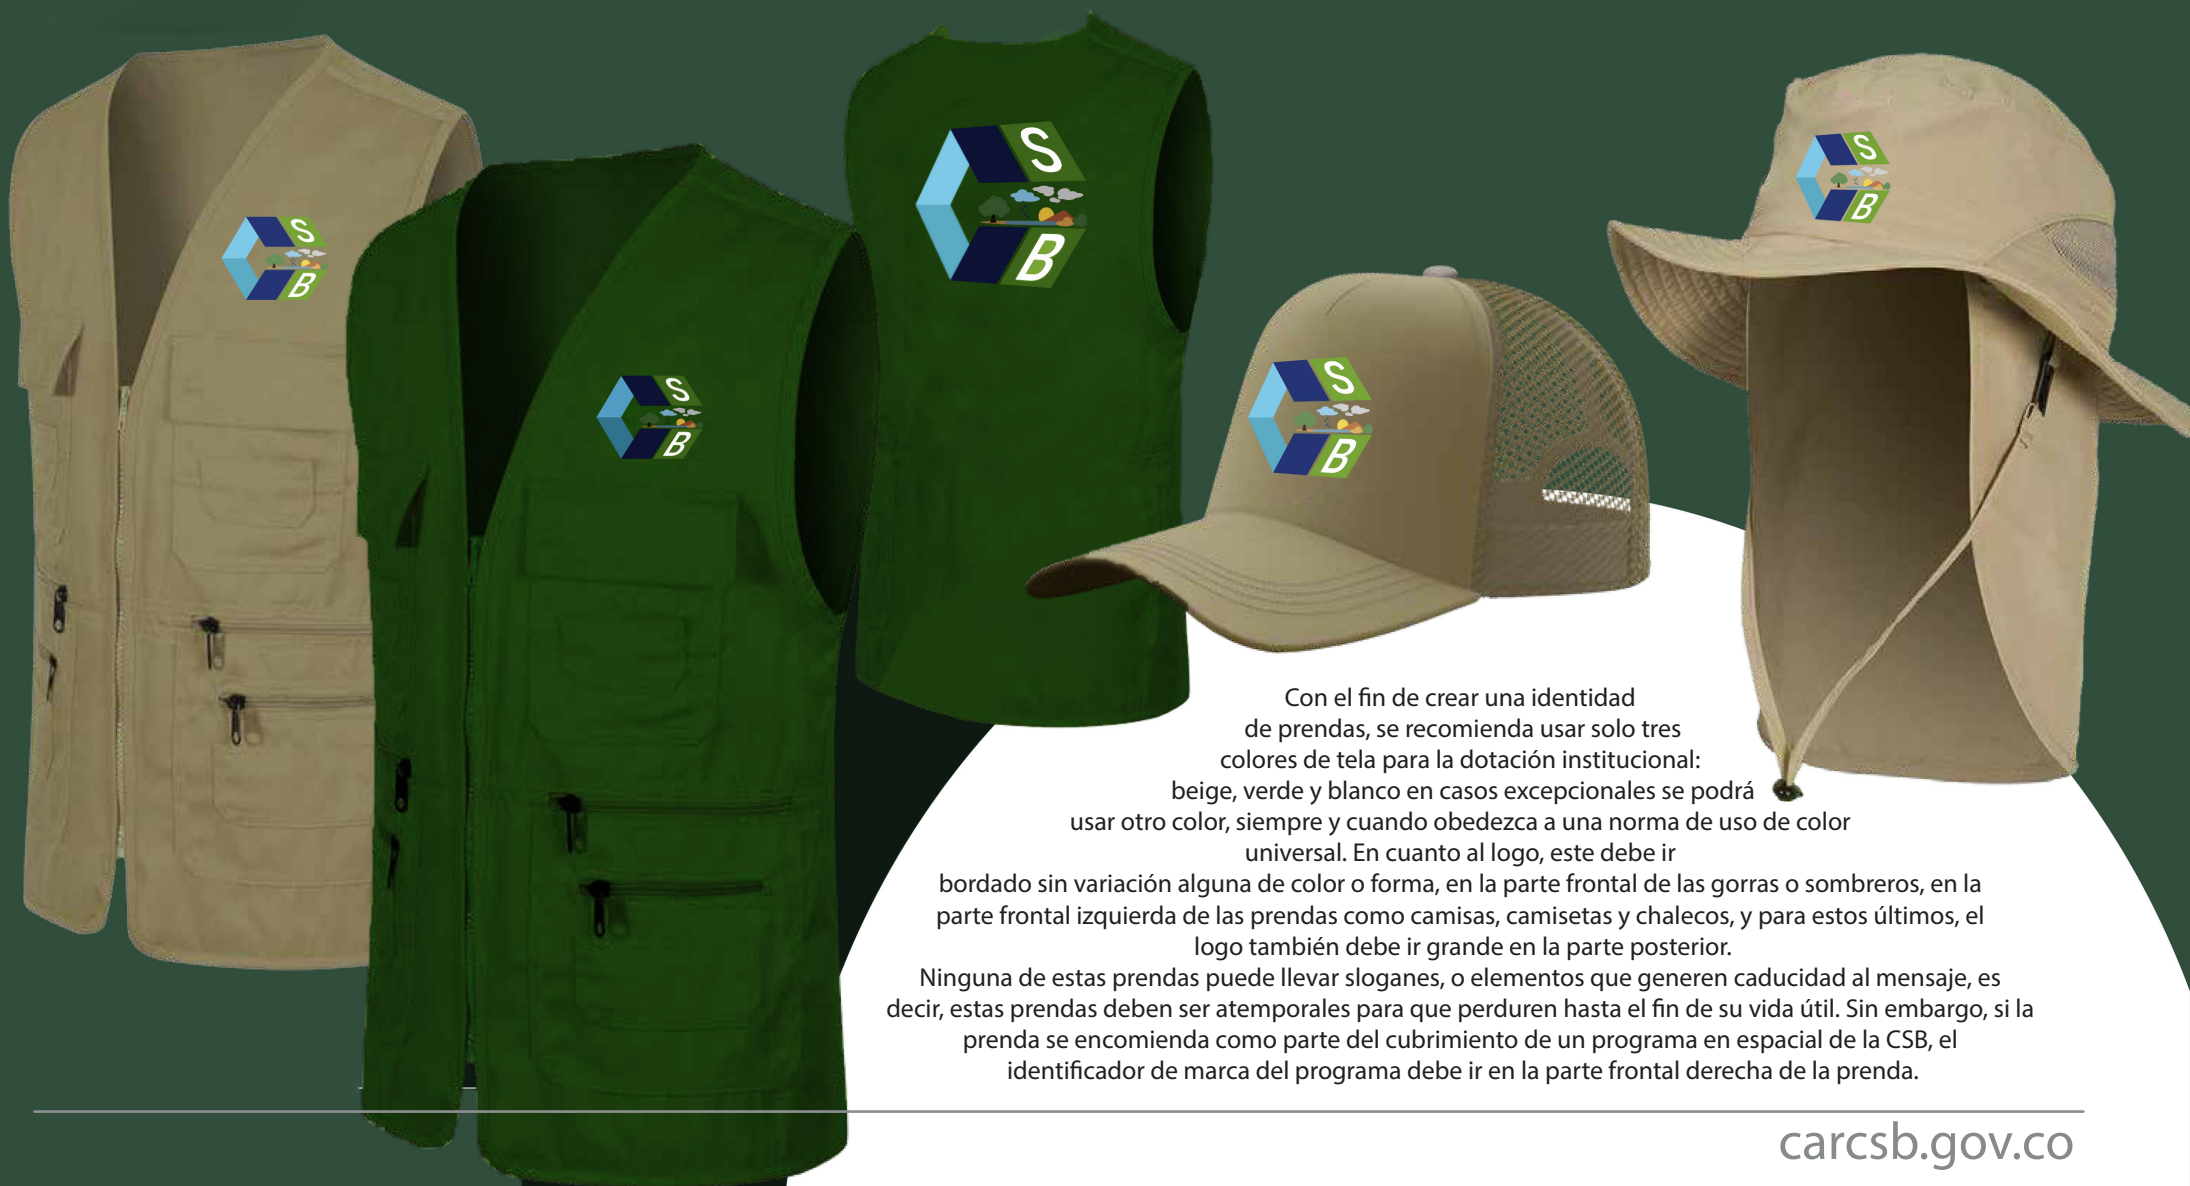 S
B
S
B
S
B
S
B
S
B
Con el fin de crear una identidad
de prendas, se recomienda usar solo tres
colores de tela para la dotación institucional:
beige, verde y blanco en casos excepcionales se podrá
usar otro color, siempre y cuando obedezca a una norma de uso de color
universal. En cuanto al logo, este debe ir
bordado sin variación alguna de color o forma, en la parte frontal de las gorras o sombreros, en la
parte frontal izquierda de las prendas como camisas, camisetas y chalecos, y para estos últimos, el
logo también debe ir grande en la parte posterior.
Ninguna de estas prendas puede llevar sloganes, o elementos que generen caducidad al mensaje, es
decir, estas prendas deben ser atemporales para que perduren hasta el fin de su vida útil. Sin embargo, si la
prenda se encomienda como parte del cubrimiento de un programa en espacial de la CSB, el
identificador de marca del programa debe ir en la parte frontal derecha de la prenda.
carcsb.gov.co